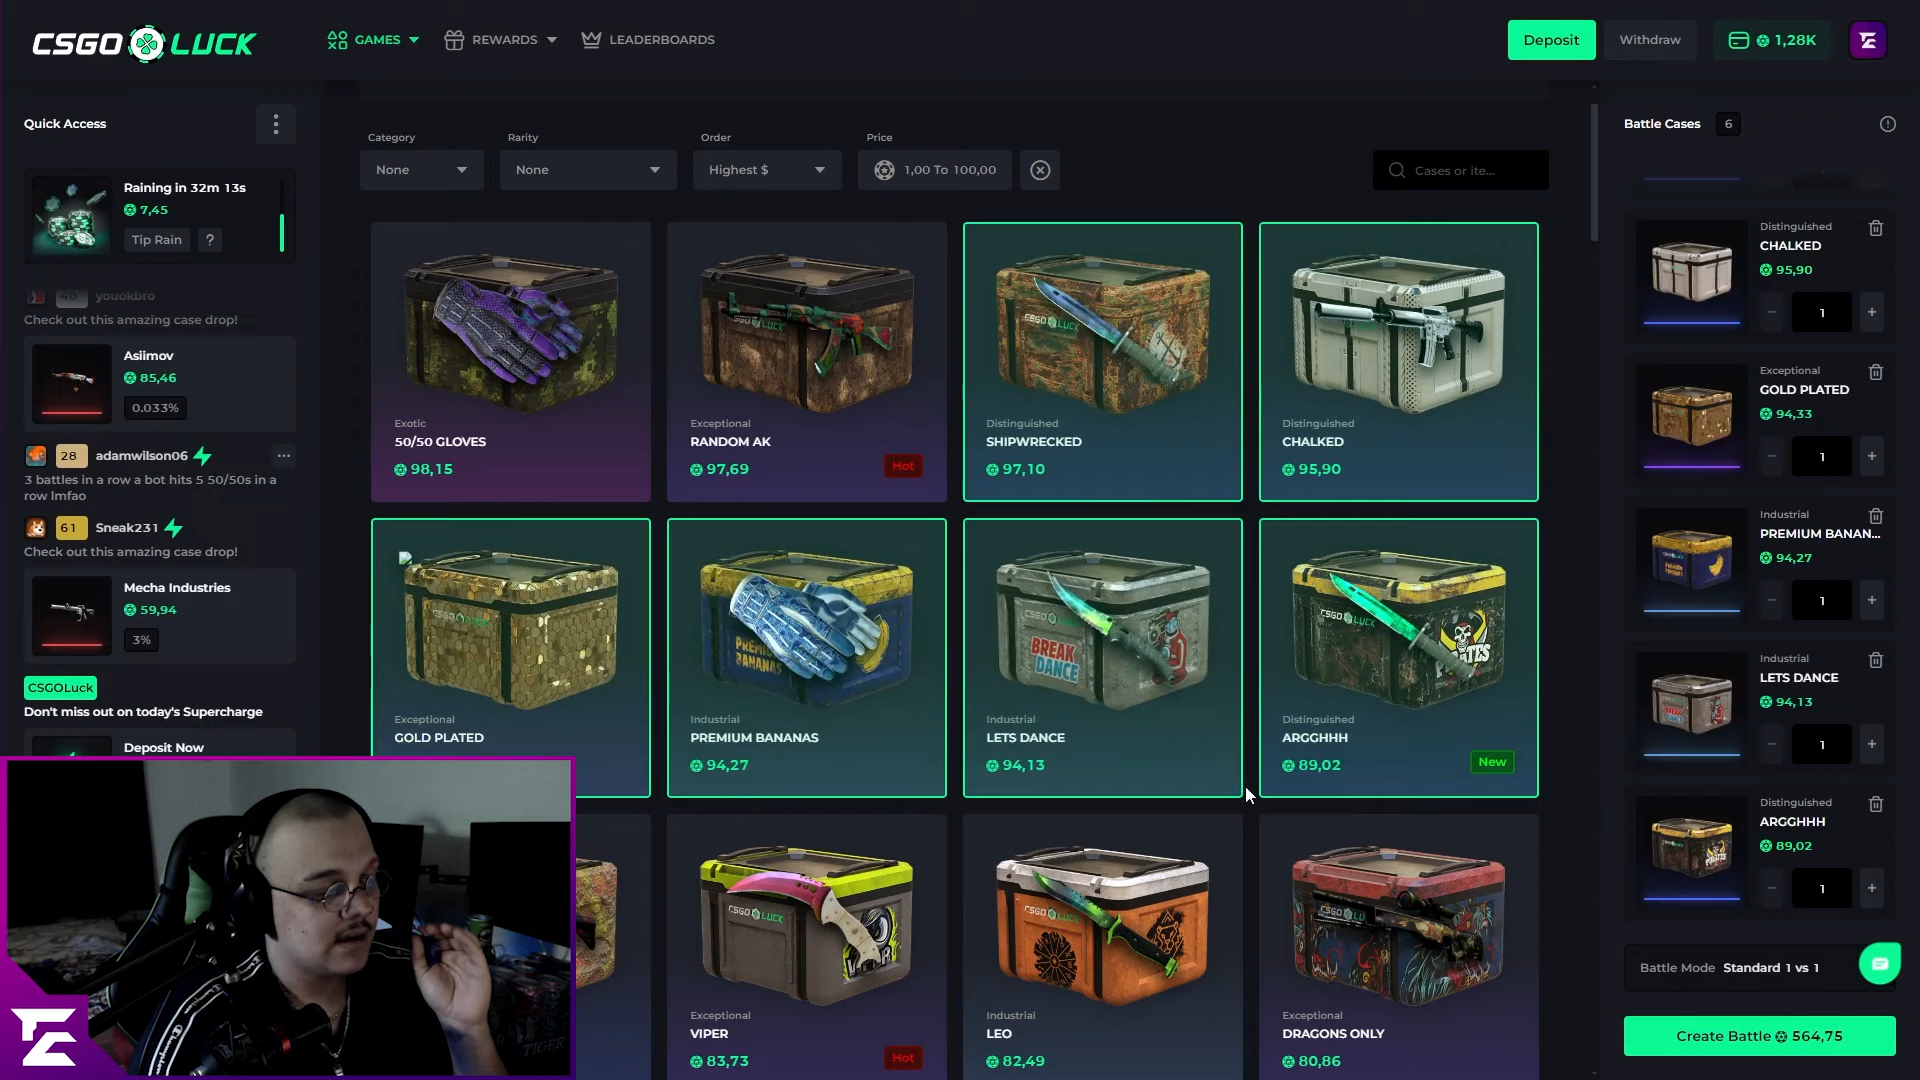 CSGO LUCK
GAMES
REWARDS
LEADERBOARDS
Deposit
Withdraw
1,28K
Quick Access
Raining in 32m 13s
7,45
Tip Rain
?
youokbro
Check out this amazing case drop!
Asiimov
85,46
0.033%
28 adamwilson06
3 battles in a row a bot hits 5 50/50s in a
row lmfao
61 Sneak231
Check out this amazing case drop!
Mecha Industries
59,94
3%
CSGOLuck
Don't miss out on today's Supercharge
Deposit Now
Category
None
Rarity
None
Order
Highest $
Price
1,00 To 100,00
Cases or ite...
Exotic
50/50 GLOVES
98,15
Exceptional
RANDOM AK
97,69
Hot
Distinguished
SHIPWRECKED
97,10
Distinguished
CHALKED
95,90
Exceptional
GOLD PLATED
PREMIUM
BANANAS
Industrial
PREMIUM BANANAS
94,27
BREAK
DANCE
Industrial
LETS DANCE
94,13
PIRATES
Distinguished
ARGGHHH
89,02
New
Exceptional
VIPER
83,73
Hot
Industrial
LEO
82,49
Exceptional
DRAGONS ONLY
80,86
Battle Cases 6
Distinguished
CHALKED
95,90
1
Exceptional
GOLD PLATED
94,33
1
Industrial
PREMIUM BANAN...
94,27
1
Industrial
LETS DANCE
94,13
1
Distinguished
ARGGHHH
89,02
1
Battle Mode Standard 1 vs 1
Create Battle 564,75